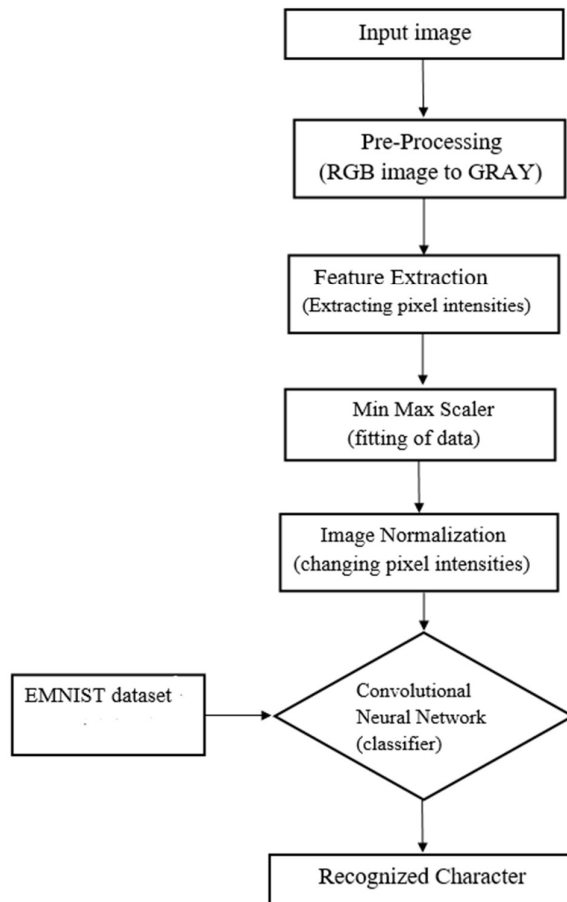 Input image
Pre-Processing
(RGB image to GRAY)
Feature Extraction
(Extracting pixel intensities)
Min Max Scaler
(fitting of data)
Image Normalization
(changing pixel intensities)
EMNIST dataset
Convolutional
Neural Network
(classifier)
Recognized Character